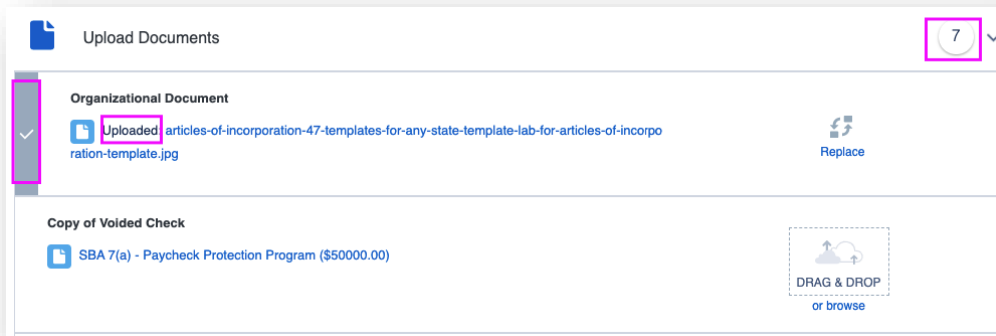 Upload Documents
7
Organizational Document
Uploaded: articles-of-incorporation-47-templates-for-any-state-template-lab-for-articles-of-incorpo
ration-template.jpg
Replace
Copy of Voided Check
SBA 7(a) - Paycheck Protection Program ($50000.00)
DRAG & DROP
or browse